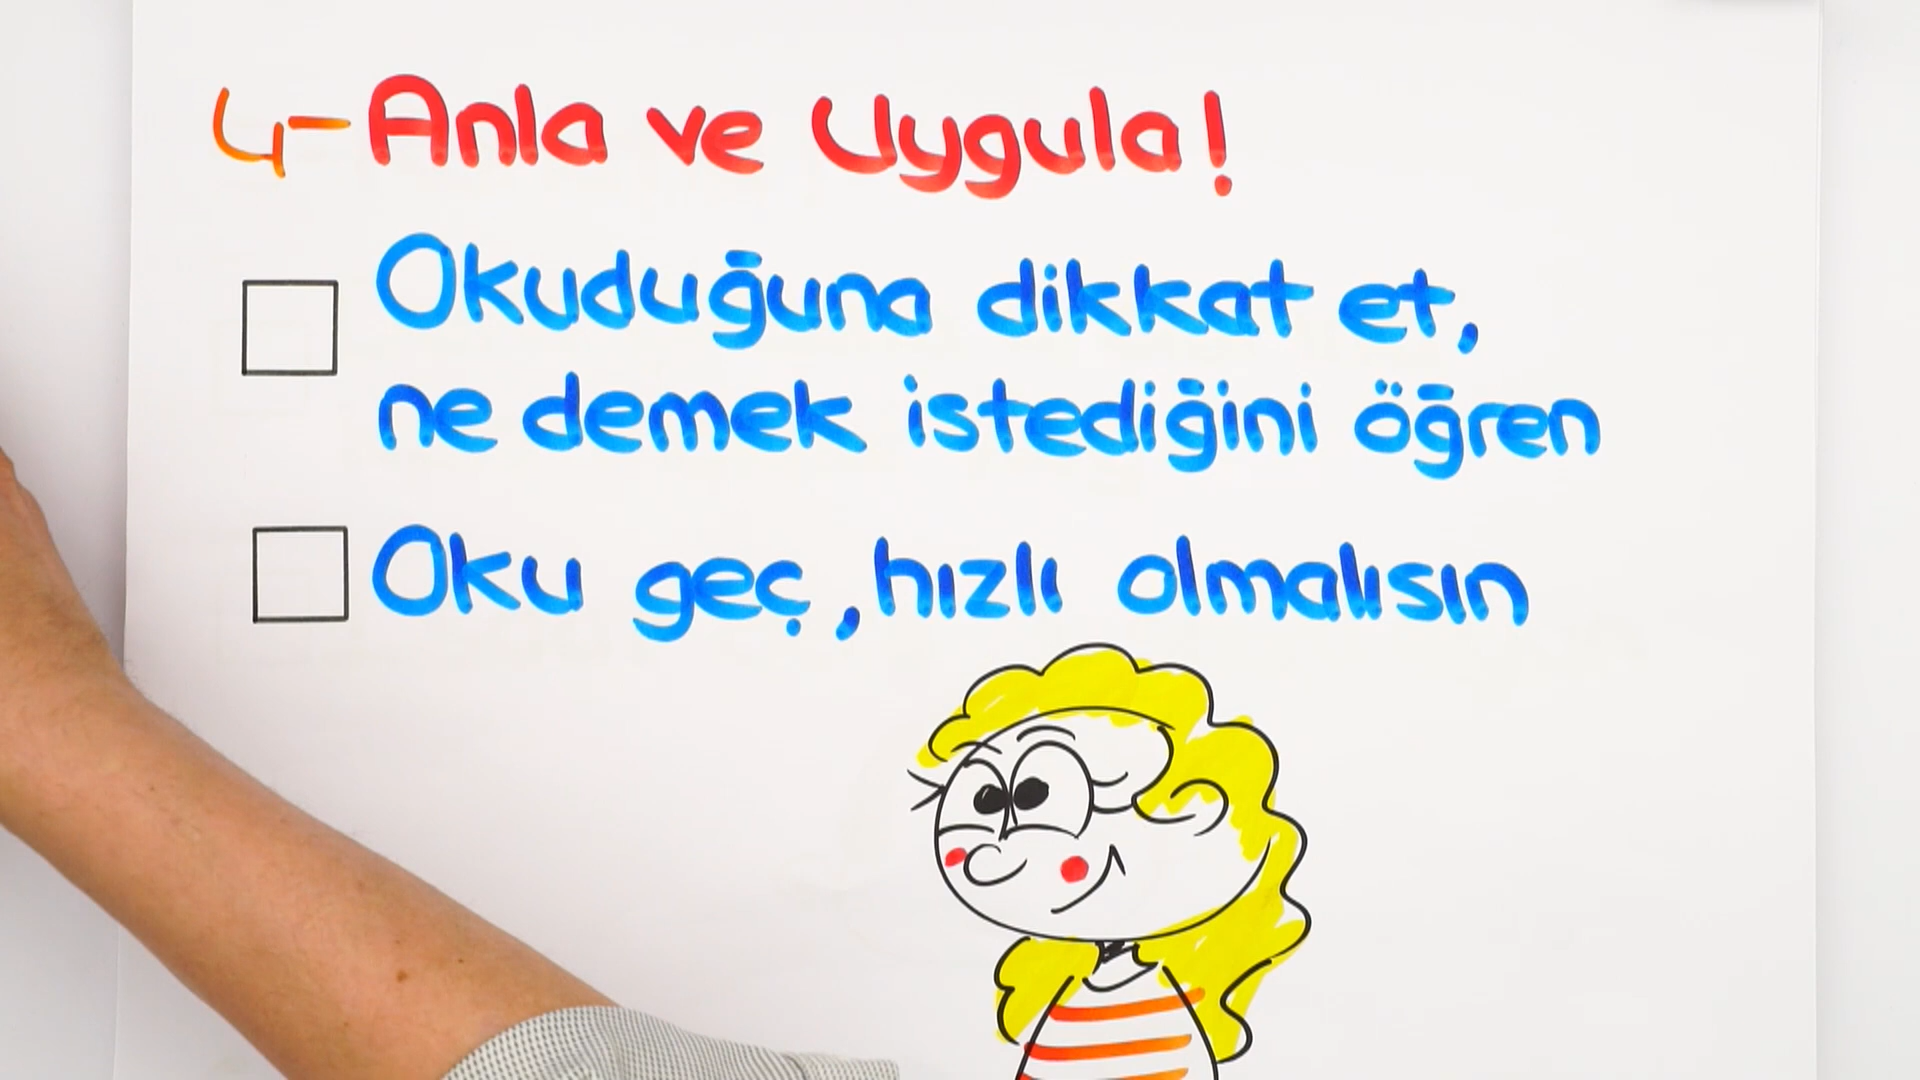 4- Anla ve Uygula!
Okuduğuna dikkat et,
ne demek istediğini öğren
Oku geç, hızlı olmalısın